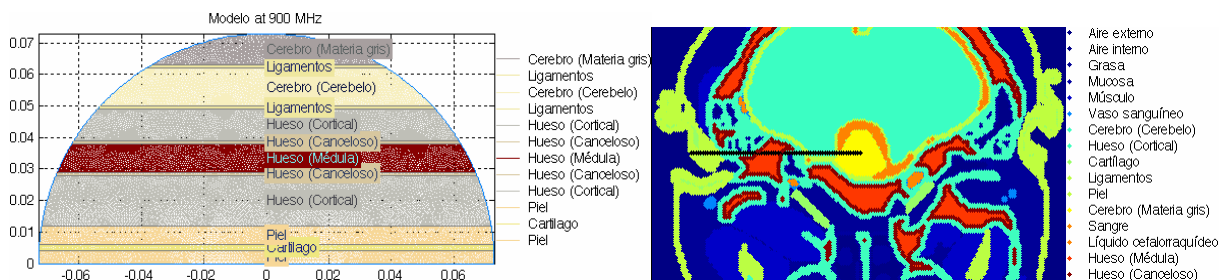 Modelo at 900 MHz
0.07
0.06
0.05
0.04
0.03
0.02
0.01
0
-0.06
-0.04
-0.02
0
0.02
0.04
0.06
Cerebro (Materia gris)
Ligamentos
Cerebro (Cerebelo)
Ligamentos
Hueso (Cortical)
Hueso (Canceloso)
Hueso (Médula)
Hueso (Canceloso)
Hueso (Cortical)
Piel
Cartilago
Piel
Cerebro (Materia gris)
Ligamentos
Cerebro (Cerebelo)
Ligamentos
Hueso (Cortical)
Hueso (Canceloso)
Hueso (Médula)
Hueso (Canceloso)
Hueso (Cortical)
Piel
Cartilago
Piel
Aire externo
Aire interno
Grasa
Mucosa
Músculo
Vaso sanguíneo
Cerebro (Cerebelo)
Hueso (Cortical)
Cartílago
Ligamentos
Piel
Cerebro (Materia gris)
Sangre
Líquido cefalorraquídeo
Hueso (Médula)
Hueso (Canceloso)